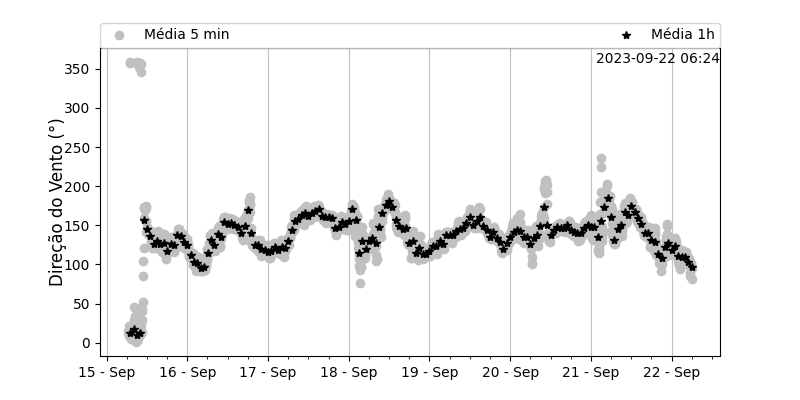 Média 5 min
Média 1h
2023-09-22 06:24
Direção do Vento (°)
350
300
250
200
150
100
50
0
15 - Sep
16 - Sep
17 - Sep
18 - Sep
19 - Sep
20 - Sep
21 - Sep
22 - Sep